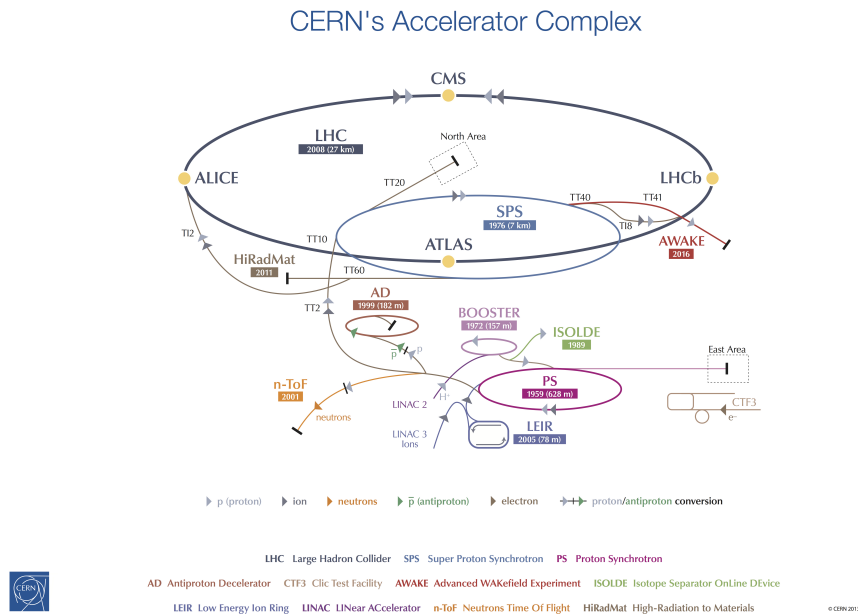 CERN's Accelerator Complex
CMS
LHC
2008 (27 km)
North Area
ALICE
LHCb
TT20
TT40
TT41
SPS
1976 (7 km)
TI8
TI2
TT10
ATLAS
AWAKE
2016
HiRadMat
2011
TT60
AD
1999 (182 m)
TT2
BOOSTER
1972 (157 m)
ISOLDE
1989
p
p̅
East Area
n-ToF
2001
PS
1959 (628 m)
H⁺
LINAC 2
neutrons
CTF3
e⁻
LINAC 3
Ions
LEIR
2005 (78 m)
p (proton) ion neutrons p̅ (antiproton) electron proton/antiproton conversion
LHC Large Hadron Collider SPS Super Proton Synchrotron PS Proton Synchrotron
AD Antiproton Decelerator CTF3 Clic Test Facility AWAKE Advanced WAKefield Experiment ISOLDE Isotope Separator OnLine DEvice
LEIR Low Energy Ion Ring LINAC LINear ACcelerator n-ToF Neutrons Time Of Flight HiRadMat High-Radiation to Materials
CERN
© CERN 201